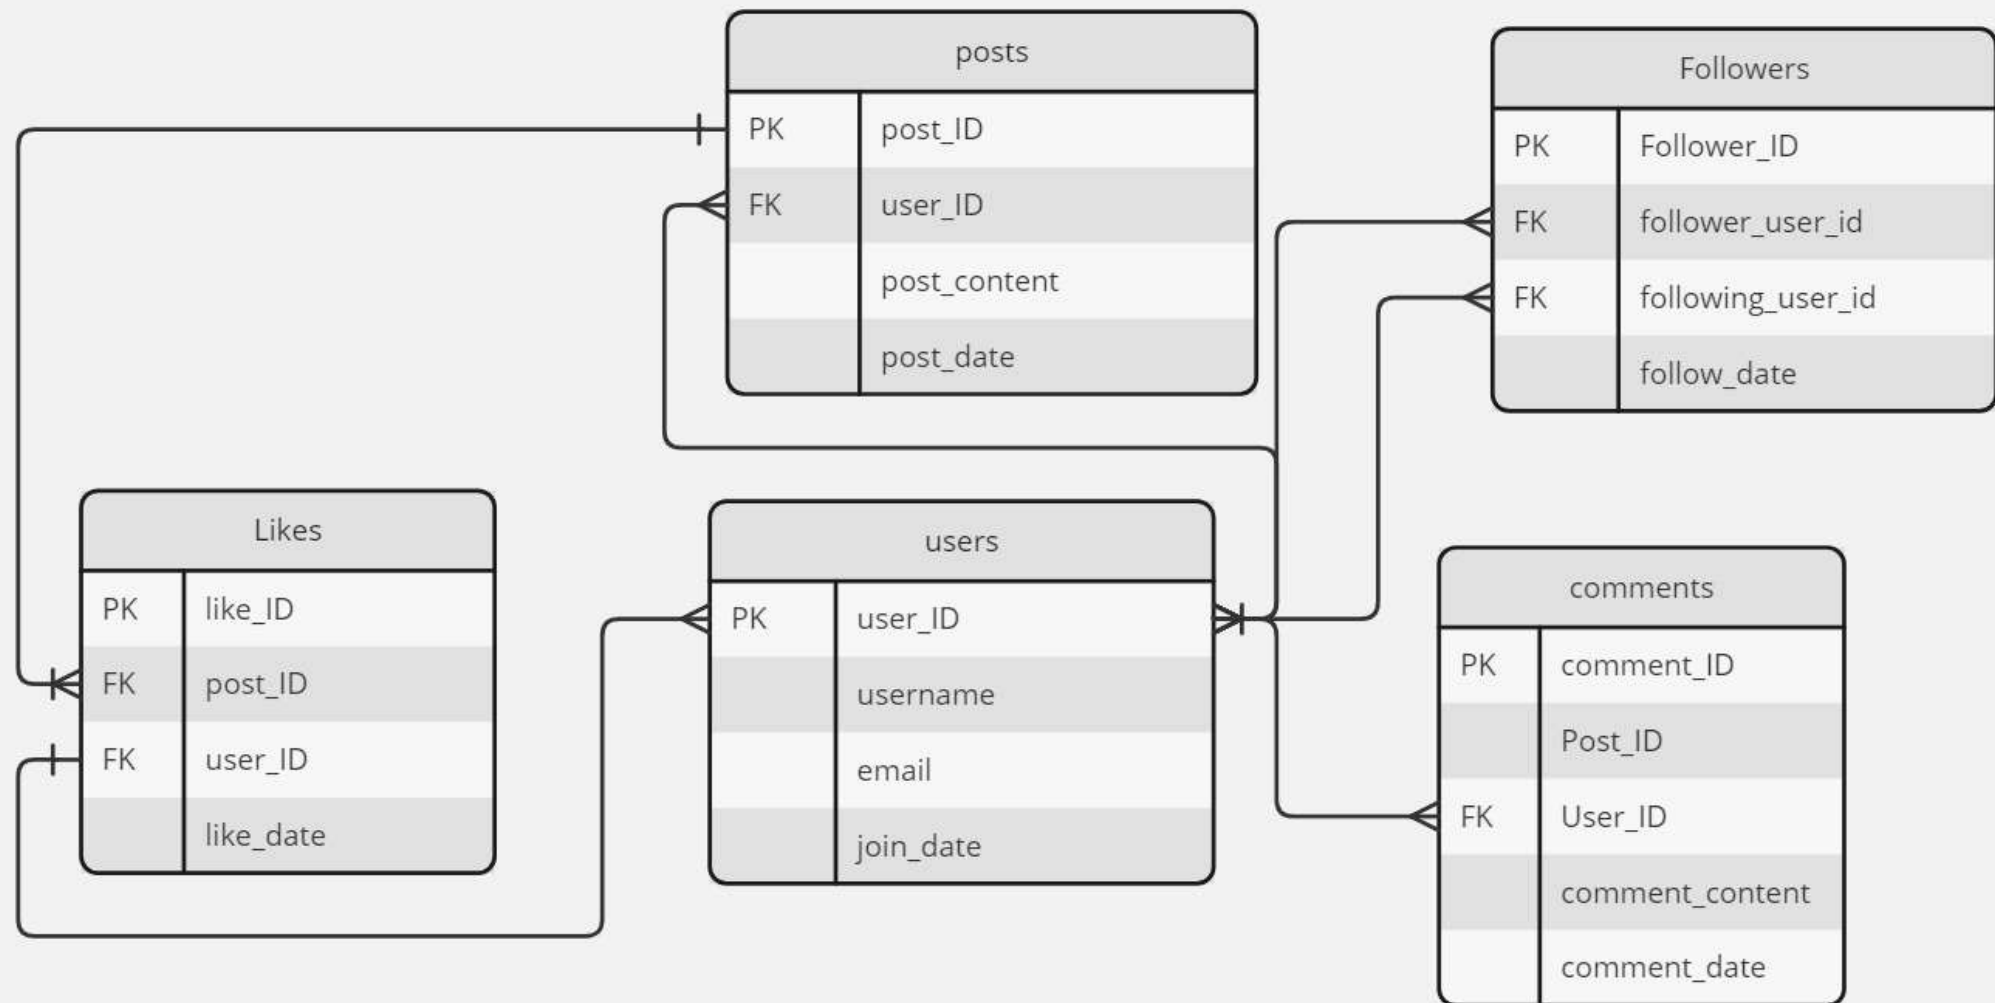 posts
PK post_ID
FK user_ID
post_content
post_date
Followers
PK Follower_ID
FK follower_user_id
FK following_user_id
follow_date
Likes
PK like_ID
FK post_ID
FK user_ID
like_date
users
PK user_ID
username
email
join_date
comments
PK comment_ID
Post_ID
FK User_ID
comment_content
comment_date